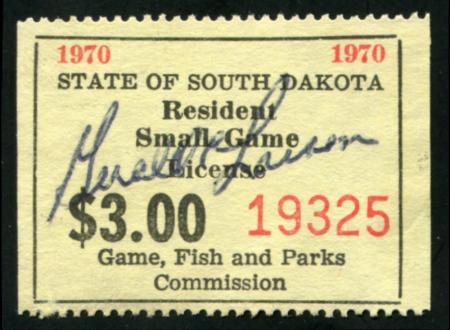 1970 1970
STATE OF SOUTH DAKOTA
Resident
Small Game
License
$3.00 19325
Game, Fish and Parks
Commission